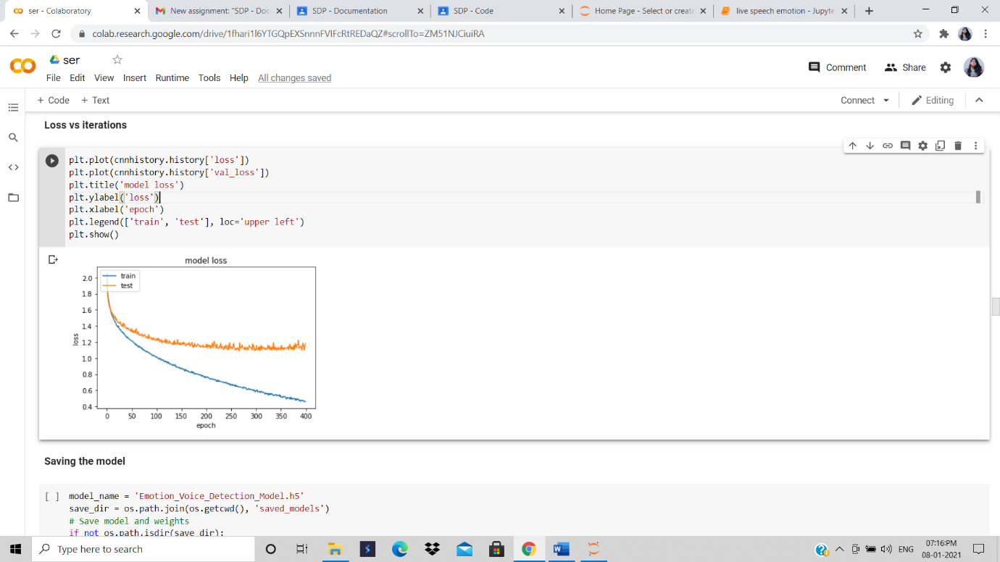 ser - Colaboratory
New assignment: "SDP - Doc
SDP - Documentation
SDP - Code
Home Page - Select or create
live speech emotion - Jupyte
colab.research.google.com/drive/1fhari1l6YTGQpEXSnnnFVIFcRtREDaQZ#scrollTo=ZM51NJCiuiRA
ser
File Edit View Insert Runtime Tools Help All changes saved
Comment Share
+ Code + Text
Connect Editing
Loss vs iterations
plt.plot(cnnhistory.history['loss'])
plt.plot(cnnhistory.history['val_loss'])
plt.title('model loss')
plt.ylabel('loss')
plt.xlabel('epoch')
plt.legend(['train', 'test'], loc='upper left')
plt.show()
model loss
train
test
2.0
1.8
1.6
1.4
1.2
1.0
0.8
0.6
0.4
loss
0 50 100 150 200 250 300 350 400
epoch
Saving the model
[ ] model_name = 'Emotion_Voice_Detection_Model.h5'
save_dir = os.path.join(os.getcwd(), 'saved_models')
# Save model and weights
if not os.path.isdir(save_dir):
Type here to search
ENG
07:16:PM
08-01-2021